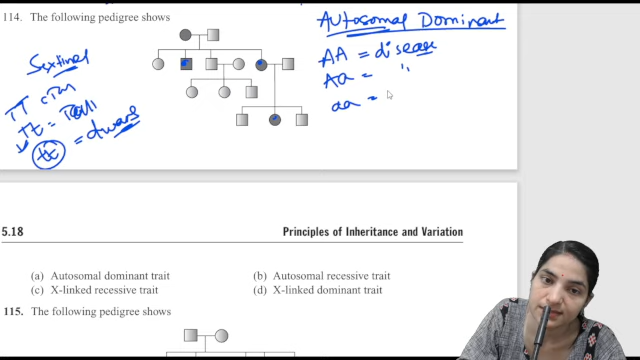 114. The following pedigree shows
Autosomal Dominant
AA = disease
Aa = "
aa =
TT
Tt = Tall
tt = dwarf
5.18 Principles of Inheritance and Variation
(a) Autosomal dominant trait (b) Autosomal recessive trait
(c) X-linked recessive trait (d) X-linked dominant trait
115. The following pedigree shows